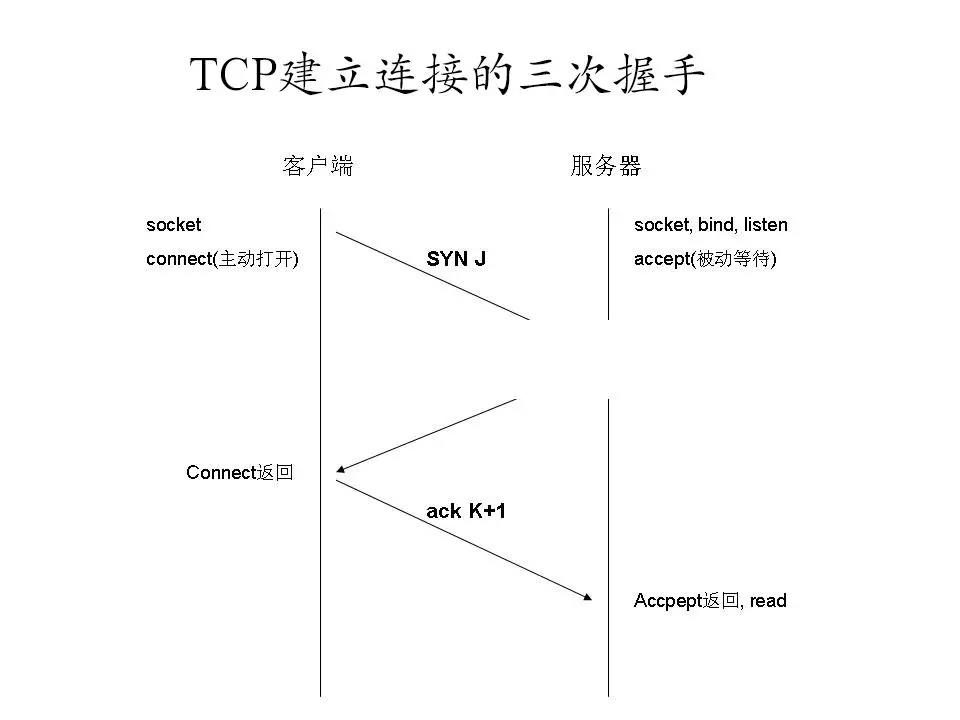 TCP建立连接的三次握手
客户端
服务器
socket
socket, bind, listen
connect(主动打开)
SYN J
accept(被动等待)
Connect返回
ack K+1
Accpept返回, read